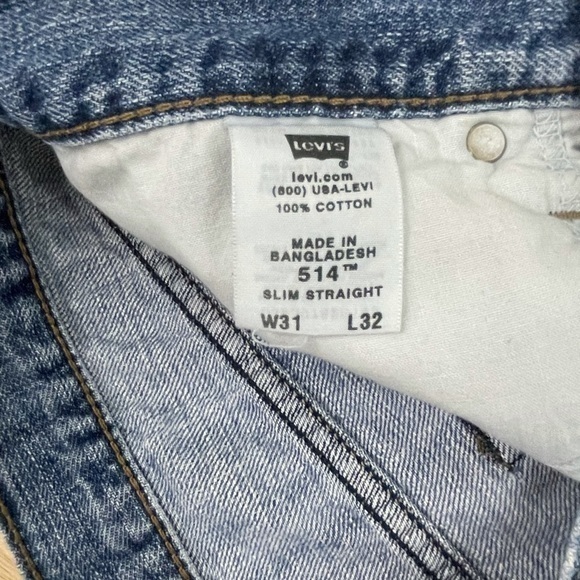 Levi's
levi.com
(800) USA-LEVI
100% COTTON
MADE IN
BANGLADESH
514™
SLIM STRAIGHT
W31 L32